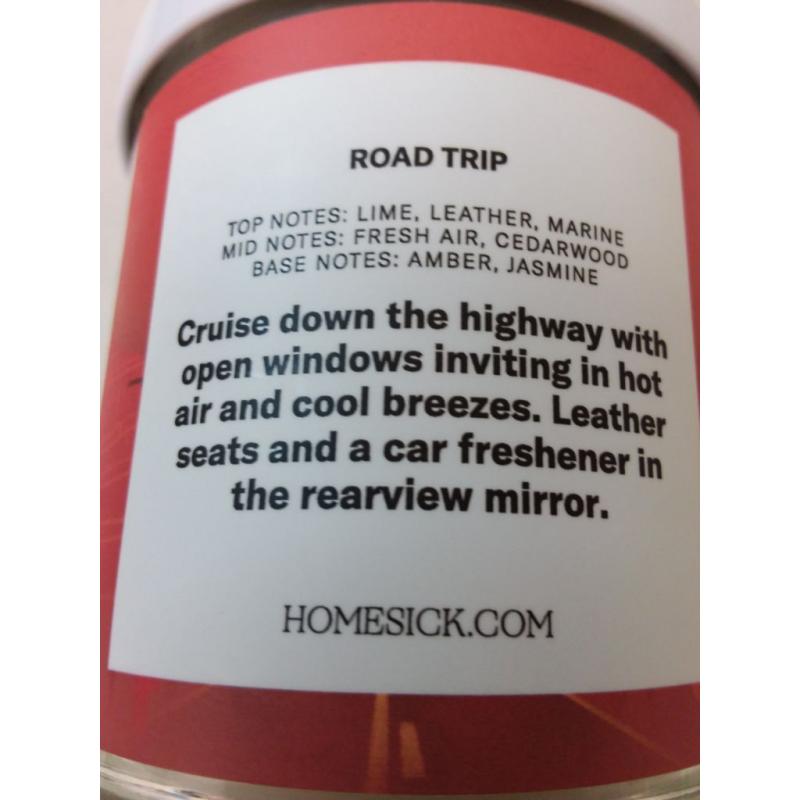 ROAD TRIP
TOP NOTES: LIME, LEATHER, MARINE
MID NOTES: FRESH AIR, CEDARWOOD
BASE NOTES: AMBER, JASMINE
Cruise down the highway with
open windows inviting in hot
air and cool breezes. Leather
seats and a car freshener in
the rearview mirror.
HOMESICK.COM